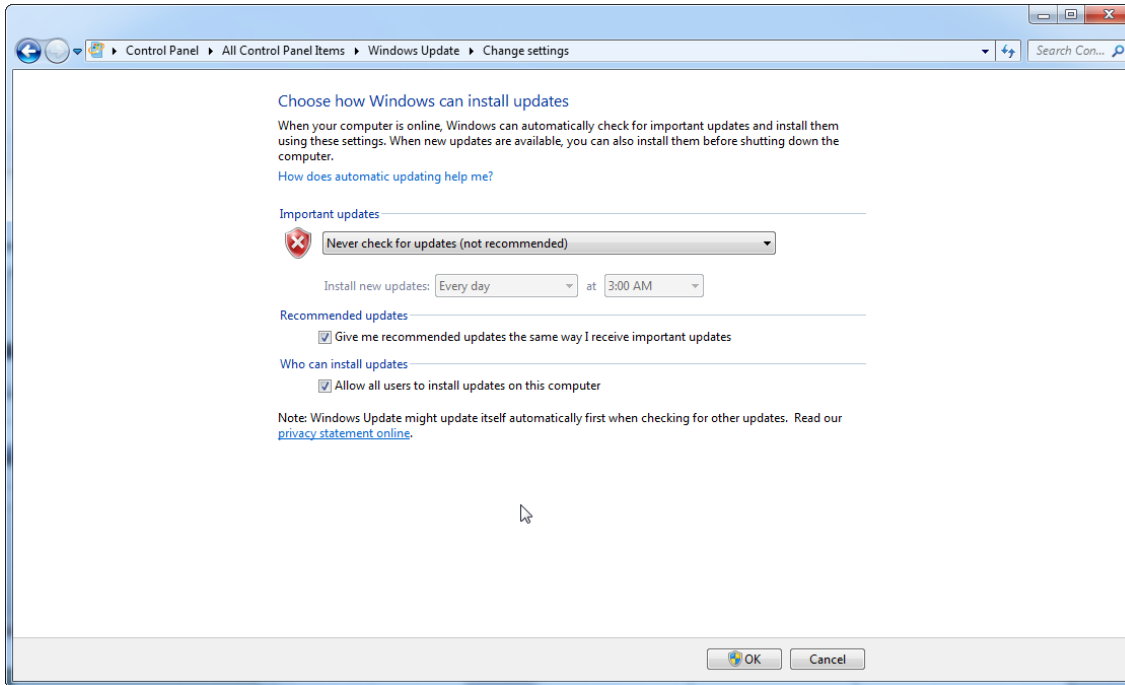 Control Panel ▸ All Control Panel Items ▸ Windows Update ▸ Change settings
Search Con...
Choose how Windows can install updates
When your computer is online, Windows can automatically check for important updates and install them
using these settings. When new updates are available, you can also install them before shutting down the
computer.
How does automatic updating help me?
Important updates
Never check for updates (not recommended)
Install new updates: Every day at 3:00 AM
Recommended updates
Give me recommended updates the same way I receive important updates
Who can install updates
Allow all users to install updates on this computer
Note: Windows Update might update itself automatically first when checking for other updates. Read our
privacy statement online.
OK Cancel